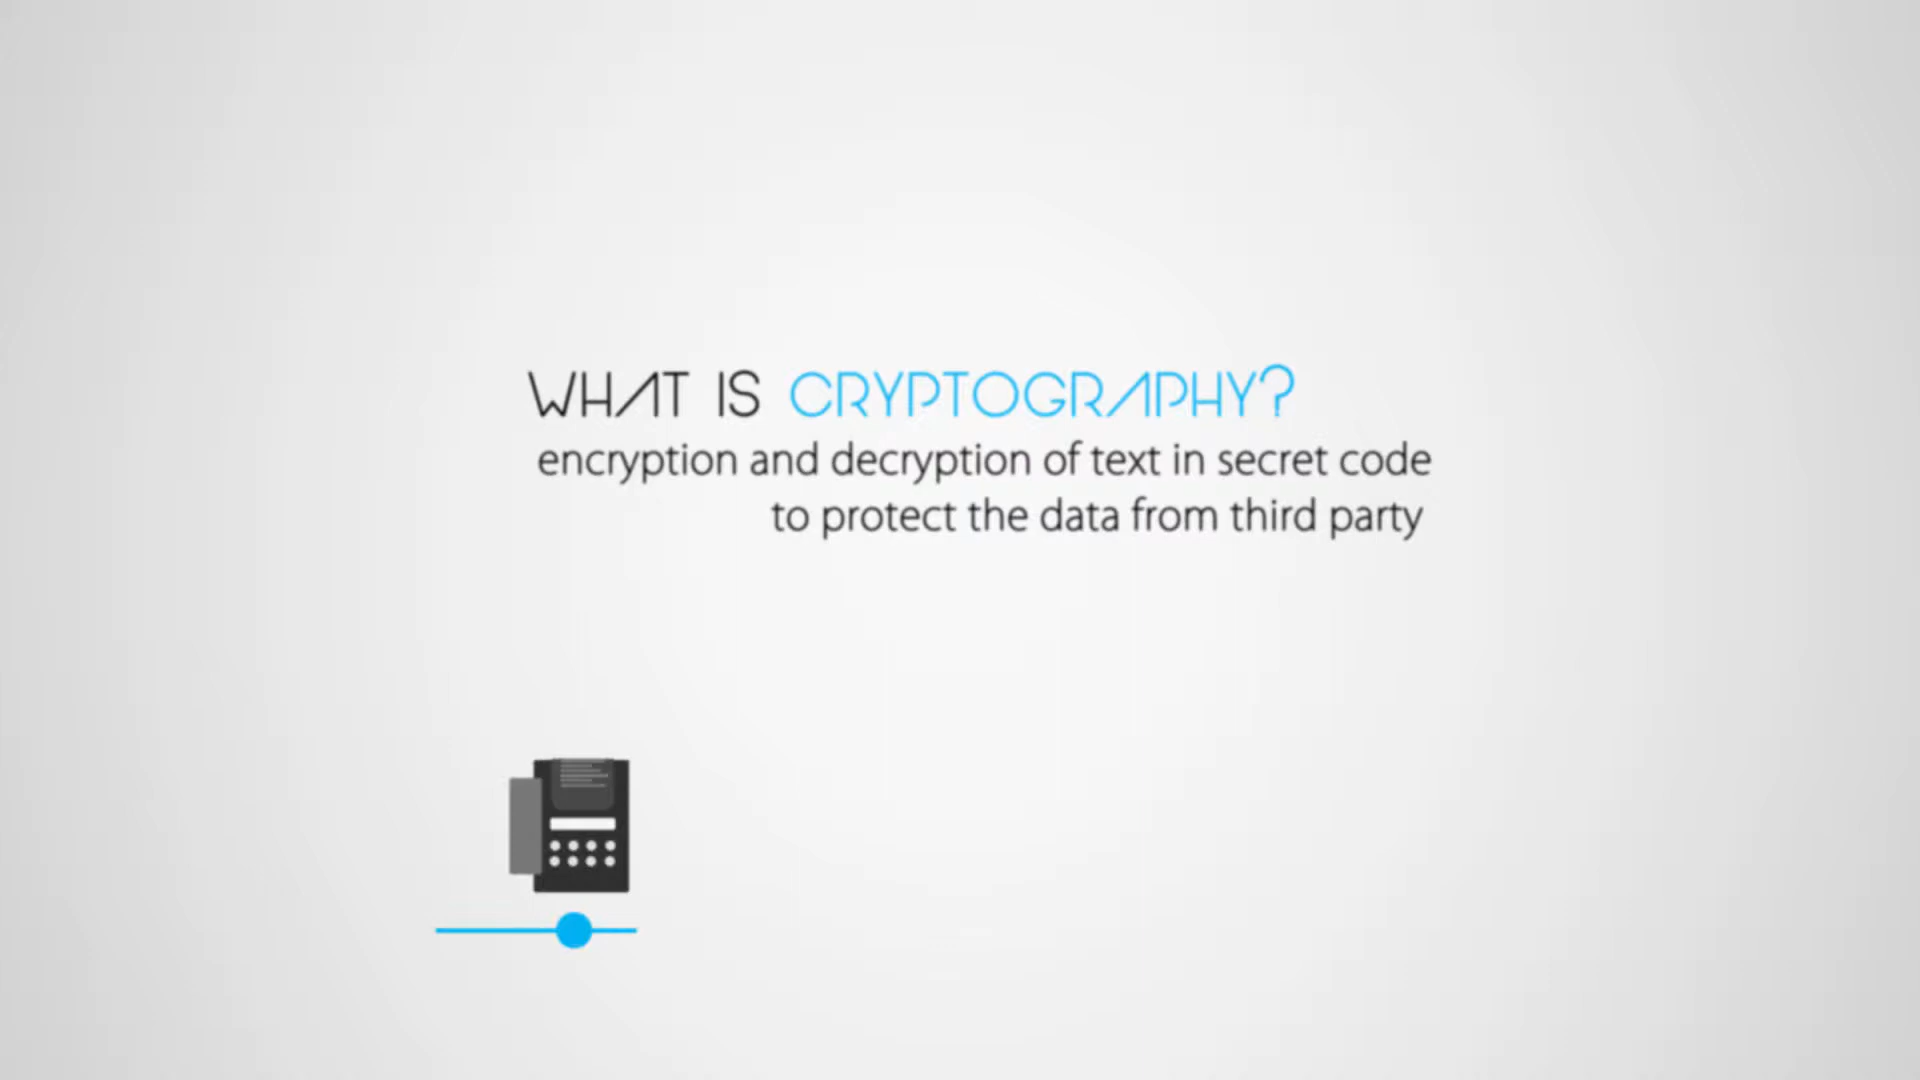 WHAT IS CRYPTOGRAPHY?
encryption and decryption of text in secret code
to protect the data from third party